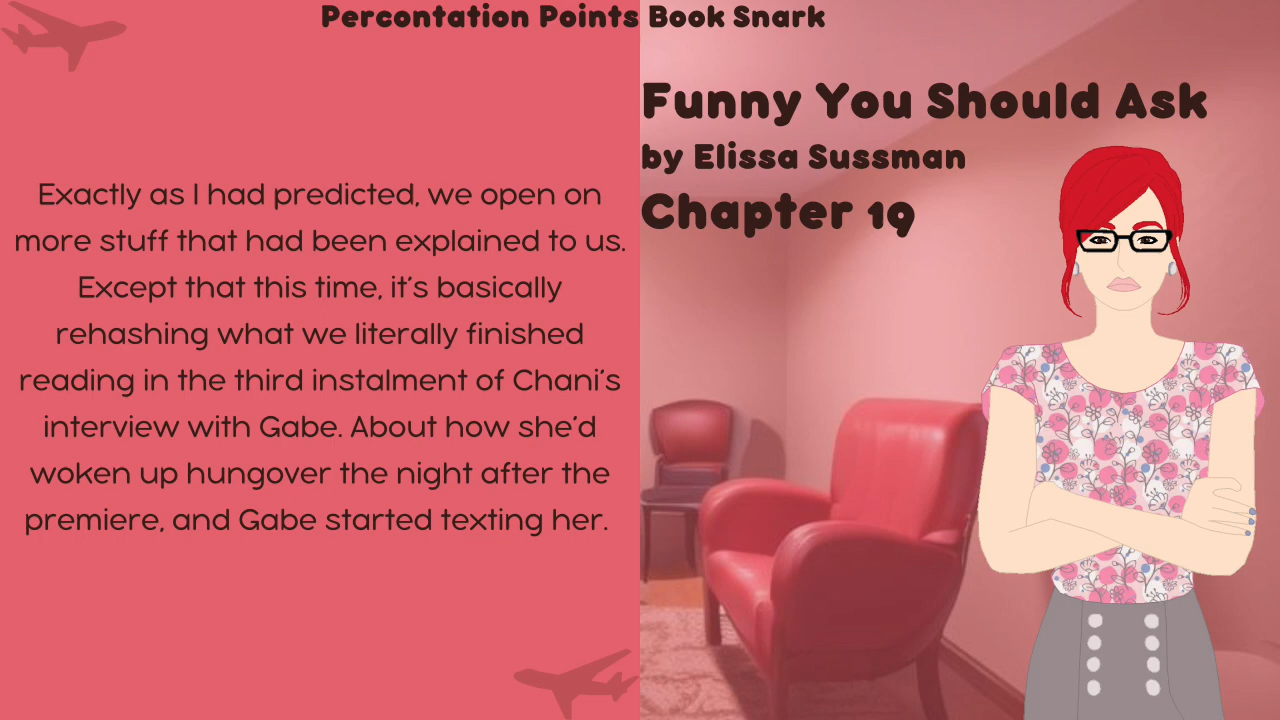 Percontation Points Book Snark
Funny You Should Ask
by Elissa Sussman
Chapter 19
Exactly as I had predicted, we open on
more stuff that had been explained to us.
Except that this time, it's basically
rehashing what we literally finished
reading in the third instalment of Chani's
interview with Gabe. About how she'd
woken up hungover the night after the
premiere, and Gabe started texting her.